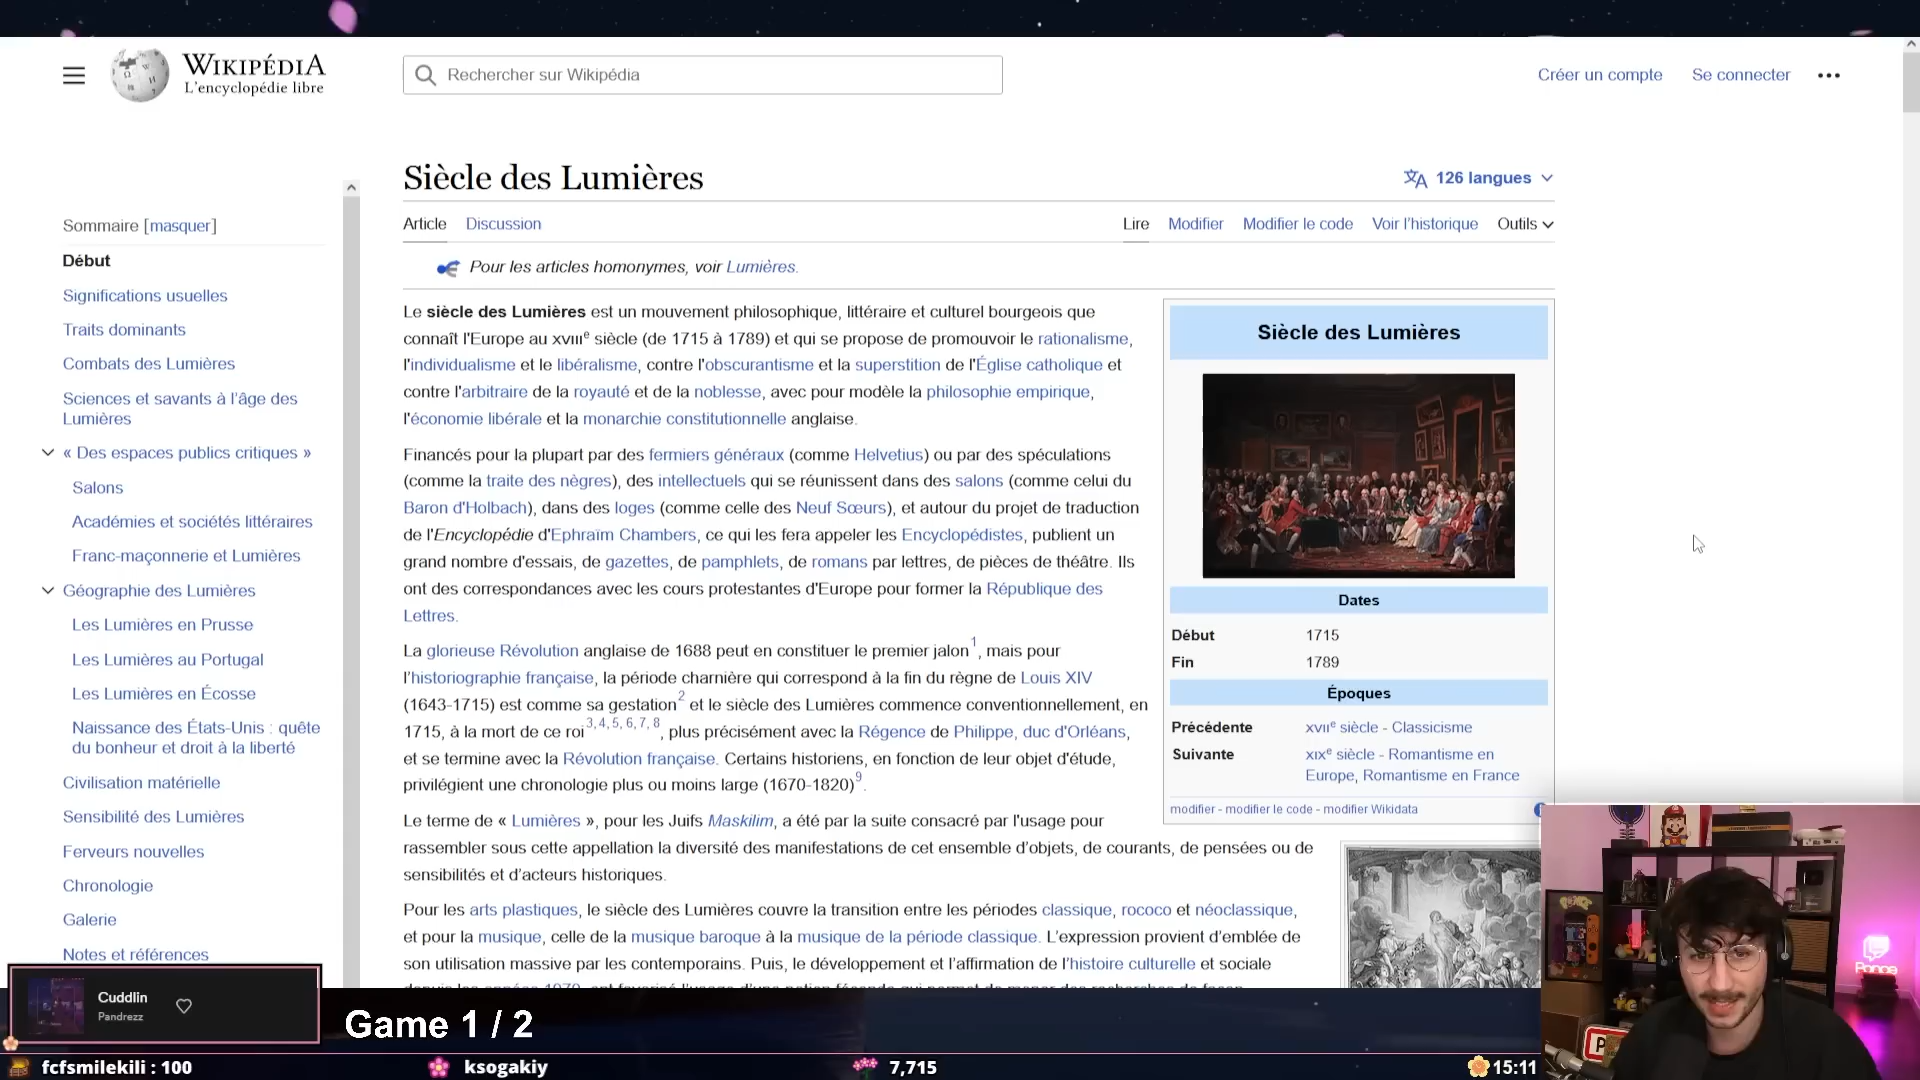 WIKIPÉDIA
L'encyclopédie libre
Rechercher sur Wikipédia
Créer un compte
Se connecter
Siècle des Lumières
126 langues
Article
Discussion
Lire
Modifier
Modifier le code
Voir l'historique
Outils
Sommaire [masquer]
Début
Significations usuelles
Traits dominants
Combats des Lumières
Sciences et savants à l'âge des
Lumières
« Des espaces publics critiques »
Salons
Académies et sociétés littéraires
Franc-maçonnerie et Lumières
Géographie des Lumières
Les Lumières en Prusse
Les Lumières au Portugal
Les Lumières en Écosse
Naissance des États-Unis : quête
du bonheur et droit à la liberté
Civilisation matérielle
Sensibilité des Lumières
Ferveurs nouvelles
Chronologie
Galerie
Notes et références
Pour les articles homonymes, voir Lumières.
Le siècle des Lumières est un mouvement philosophique, littéraire et culturel bourgeois que
connaît l'Europe au XVIIIe siècle (de 1715 à 1789) et qui se propose de promouvoir le rationalisme,
l'individualisme et le libéralisme, contre l'obscurantisme et la superstition de l'Église catholique et
contre l'arbitraire de la royauté et de la noblesse, avec pour modèle la philosophie empirique,
l'économie libérale et la monarchie constitutionnelle anglaise.
Financés pour la plupart par des fermiers généraux (comme Helvetius) ou par des spéculations
(comme la traite des nègres), des intellectuels qui se réunissent dans des salons (comme celui du
Baron d'Holbach), dans des loges (comme celle des Neuf Sœurs), et autour du projet de traduction
de l'Encyclopédie d'Ephraïm Chambers, ce qui les fera appeler les Encyclopédistes, publient un
grand nombre d'essais, de gazettes, de pamphlets, de romans par lettres, de pièces de théâtre. Ils
ont des correspondances avec les cours protestantes d'Europe pour former la République des
Lettres.
La glorieuse Révolution anglaise de 1688 peut en constituer le premier jalon1, mais pour
l'historiographie française, la période charnière qui correspond à la fin du règne de Louis XIV
(1643-1715) est comme sa gestation2 et le siècle des Lumières commence conventionnellement, en
1715, à la mort de ce roi3, 4, 5, 6, 7, 8, plus précisément avec la Régence de Philippe, duc d'Orléans,
et se termine avec la Révolution française. Certains historiens, en fonction de leur objet d'étude,
privilégient une chronologie plus ou moins large (1670-1820)9.
Le terme de « Lumières », pour les Juifs Maskilim, a été par la suite consacré par l'usage pour
rassembler sous cette appellation la diversité des manifestations de cet ensemble d'objets, de courants, de pensées ou de
sensibilités et d'acteurs historiques.
Pour les arts plastiques, le siècle des Lumières couvre la transition entre les périodes classique, rococo et néoclassique,
et pour la musique, celle de la musique baroque à la musique de la période classique. L'expression provient d'emblée de
son utilisation massive par les contemporains. Puis, le développement et l'affirmation de l'histoire culturelle et sociale
Siècle des Lumières
Dates
Début 1715
Fin 1789
Époques
Précédente XVIIe siècle - Classicisme
Suivante XIXe siècle - Romantisme en
Europe, Romantisme en France
modifier - modifier le code - modifier Wikidata
Cuddlin
Pandrezz
Game 1 / 2
fcfsmilekili : 100
ksogakiy
7,715
15:11
Ponce